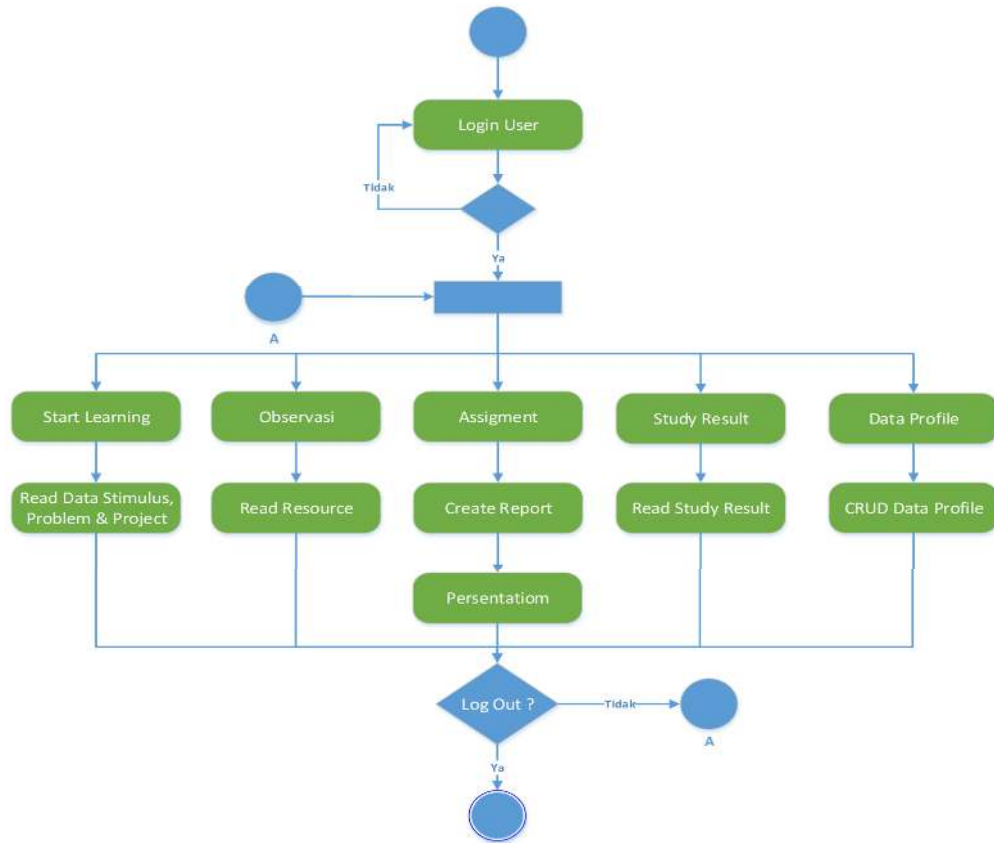 Login User
Tidak
Ya
A
Start Learning
Observasi
Assigment
Study Result
Data Profile
Read Data Stimulus,
Problem & Project
Read Resource
Create Report
Read Study Result
CRUD Data Profile
Persentatiom
Log Out ?
Tidak
A
Ya